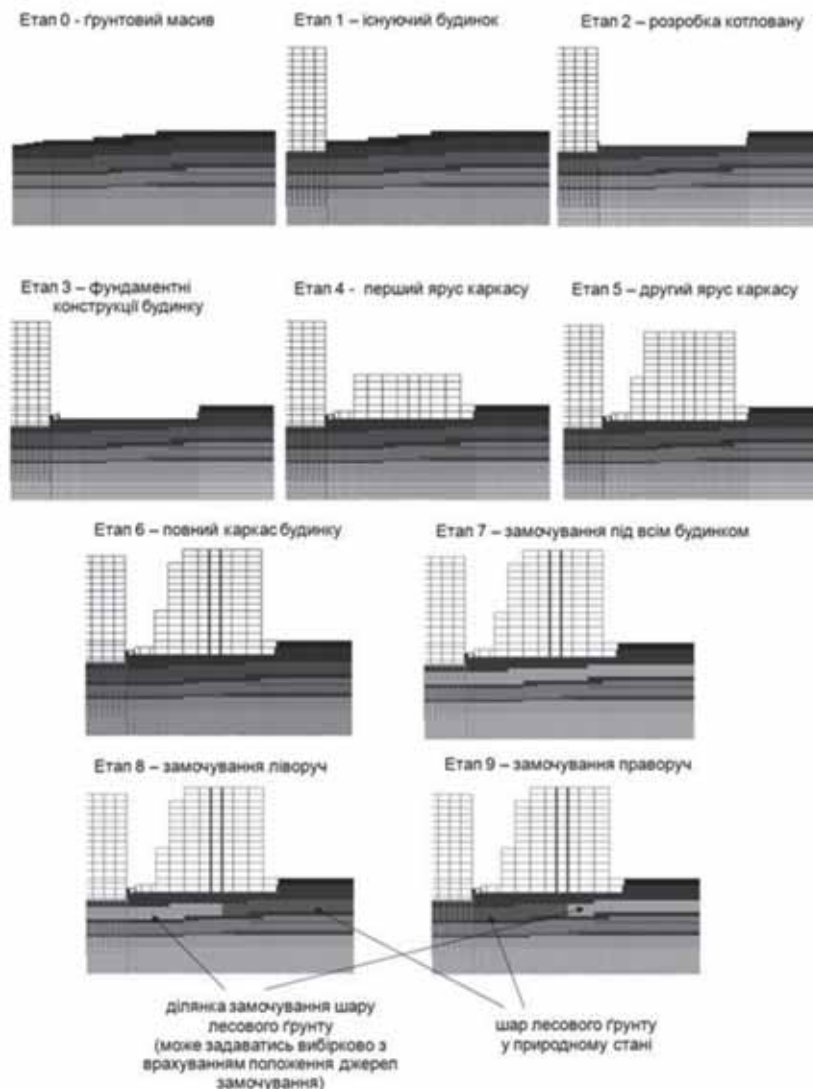 Етап 0 - ґрунтовий масив
Етап 1 – існуючий будинок
Етап 2 – розробка котловану
Етап 3 – фундаментні
конструкції будинку
Етап 4 - перший ярус каркасу
Етап 5 – другий ярус каркасу
Етап 6 – повний каркас будинку
Етап 7 – замочування під всім будинком
Етап 8 – замочування ліворуч
Етап 9 – замочування праворуч
ділянка замочування шару
лесового ґрунту
(може задаватись вибірково з
врахуванням положення джерел
замочування)
шар лесового ґрунту
у природному стані